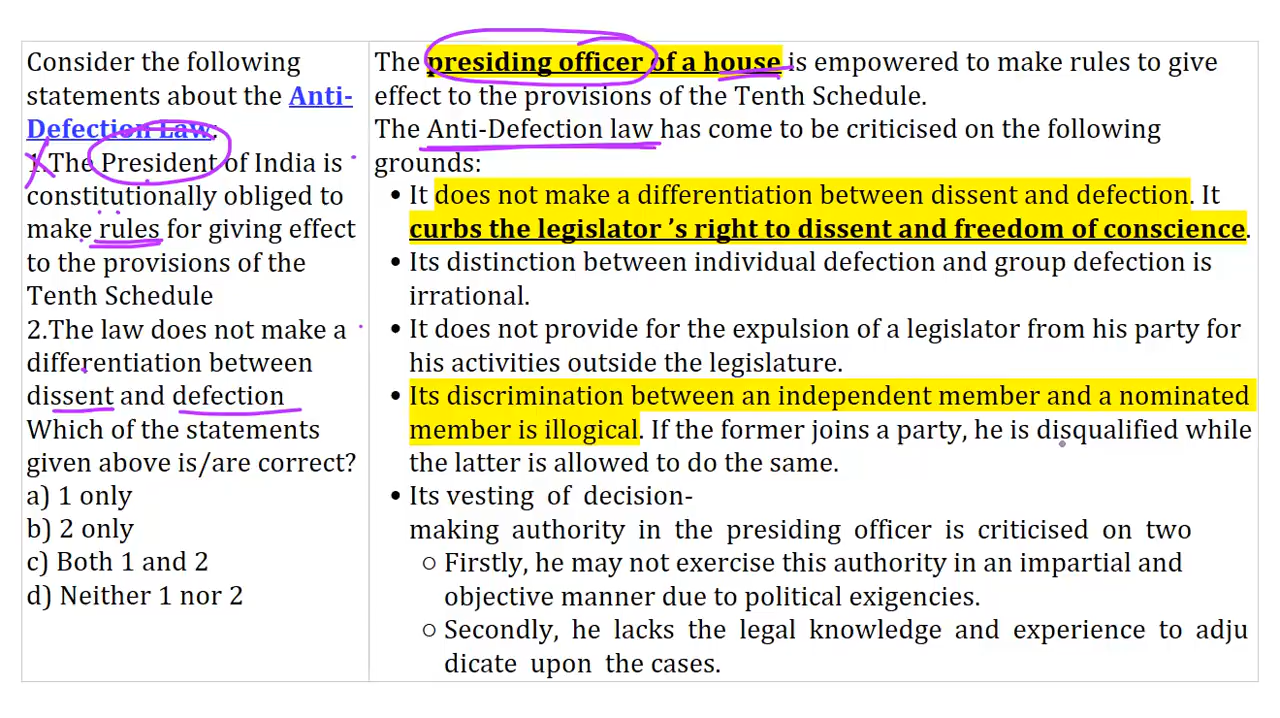 Consider the following
statements about the Anti-
Defection Law:
1.The President of India is
constitutionally obliged to
make rules for giving effect
to the provisions of the
Tenth Schedule
2.The law does not make a
differentiation between
dissent and defection
Which of the statements
given above is/are correct?
a) 1 only
b) 2 only
c) Both 1 and 2
d) Neither 1 nor 2
The presiding officer of a house is empowered to make rules to give
effect to the provisions of the Tenth Schedule.
The Anti-Defection law has come to be criticised on the following
grounds:
• It does not make a differentiation between dissent and defection. It
curbs the legislator 's right to dissent and freedom of conscience.
• Its distinction between individual defection and group defection is
irrational.
• It does not provide for the expulsion of a legislator from his party for
his activities outside the legislature.
• Its discrimination between an independent member and a nominated
member is illogical. If the former joins a party, he is disqualified while
the latter is allowed to do the same.
• Its vesting of decision-
making authority in the presiding officer is criticised on two
○ Firstly, he may not exercise this authority in an impartial and
objective manner due to political exigencies.
○ Secondly, he lacks the legal knowledge and experience to adju
dicate upon the cases.